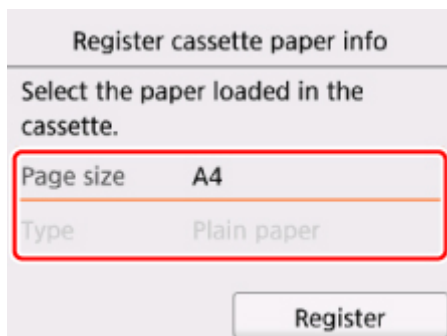 Register cassette paper info
Select the paper loaded in the
cassette.
Page size A4
Type Plain paper
Register